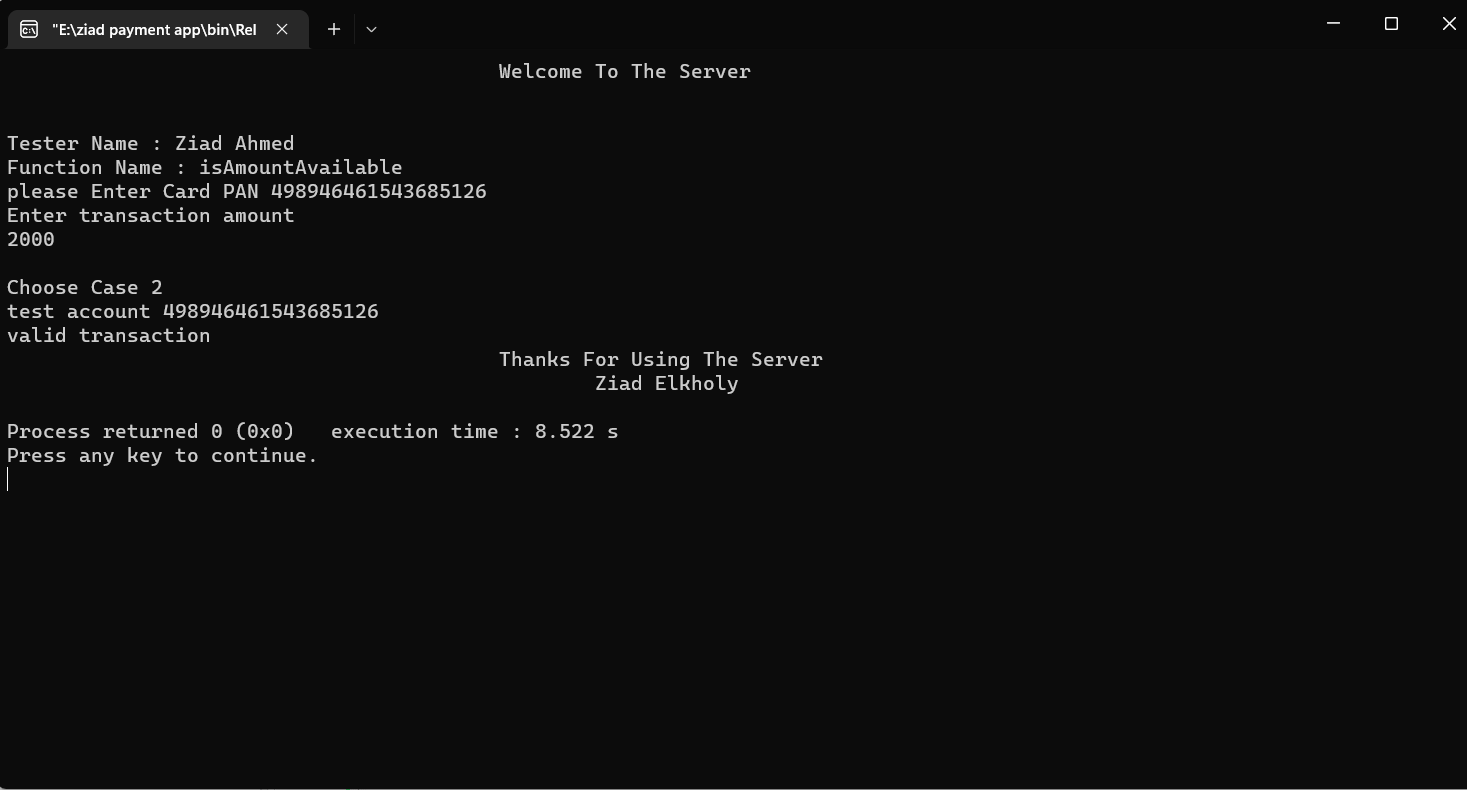 "E:\ziad payment app\bin\Rel
Welcome To The Server
Tester Name : Ziad Ahmed
Function Name : isAmountAvailable
please Enter Card PAN 498946461543685126
Enter transaction amount
2000
Choose Case 2
test account 498946461543685126
valid transaction
Thanks For Using The Server
Ziad Elkholy
Process returned 0 (0x0)   execution time : 8.522 s
Press any key to continue.